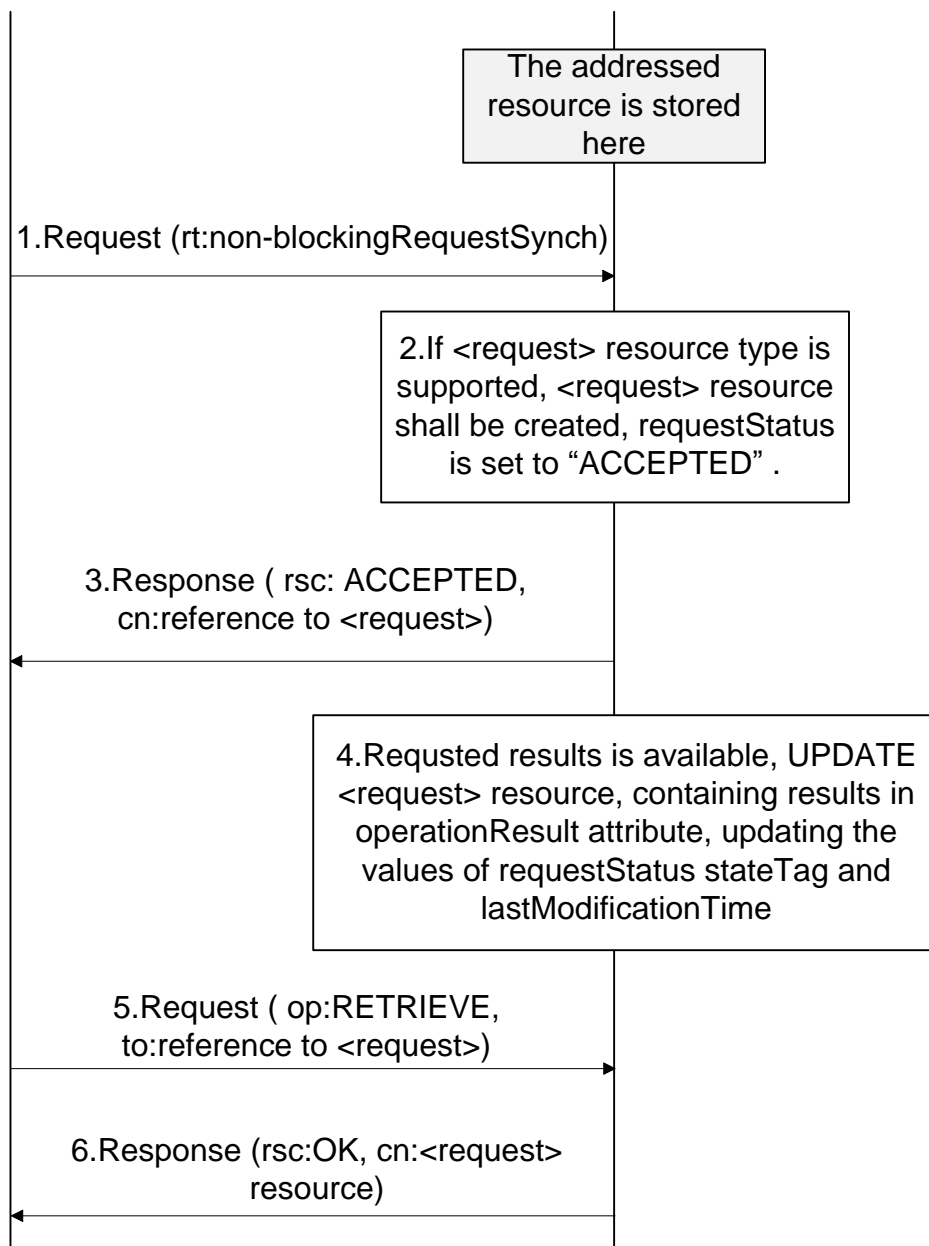 The addressed
resource is stored
here
1.Request (rt:non-blockingRequestSynch)
2.If <request> resource type is
supported, <request> resource
shall be created, requestStatus
is set to “ACCEPTED” .
3.Response ( rsc: ACCEPTED,
cn:reference to <request>)
4.Requsted results is available, UPDATE
<request> resource, containing results in
operationResult attribute, updating the
values of requestStatus stateTag and
lastModificationTime
5.Request ( op:RETRIEVE,
to:reference to <request>)
6.Response (rsc:OK, cn:<request>
resource)